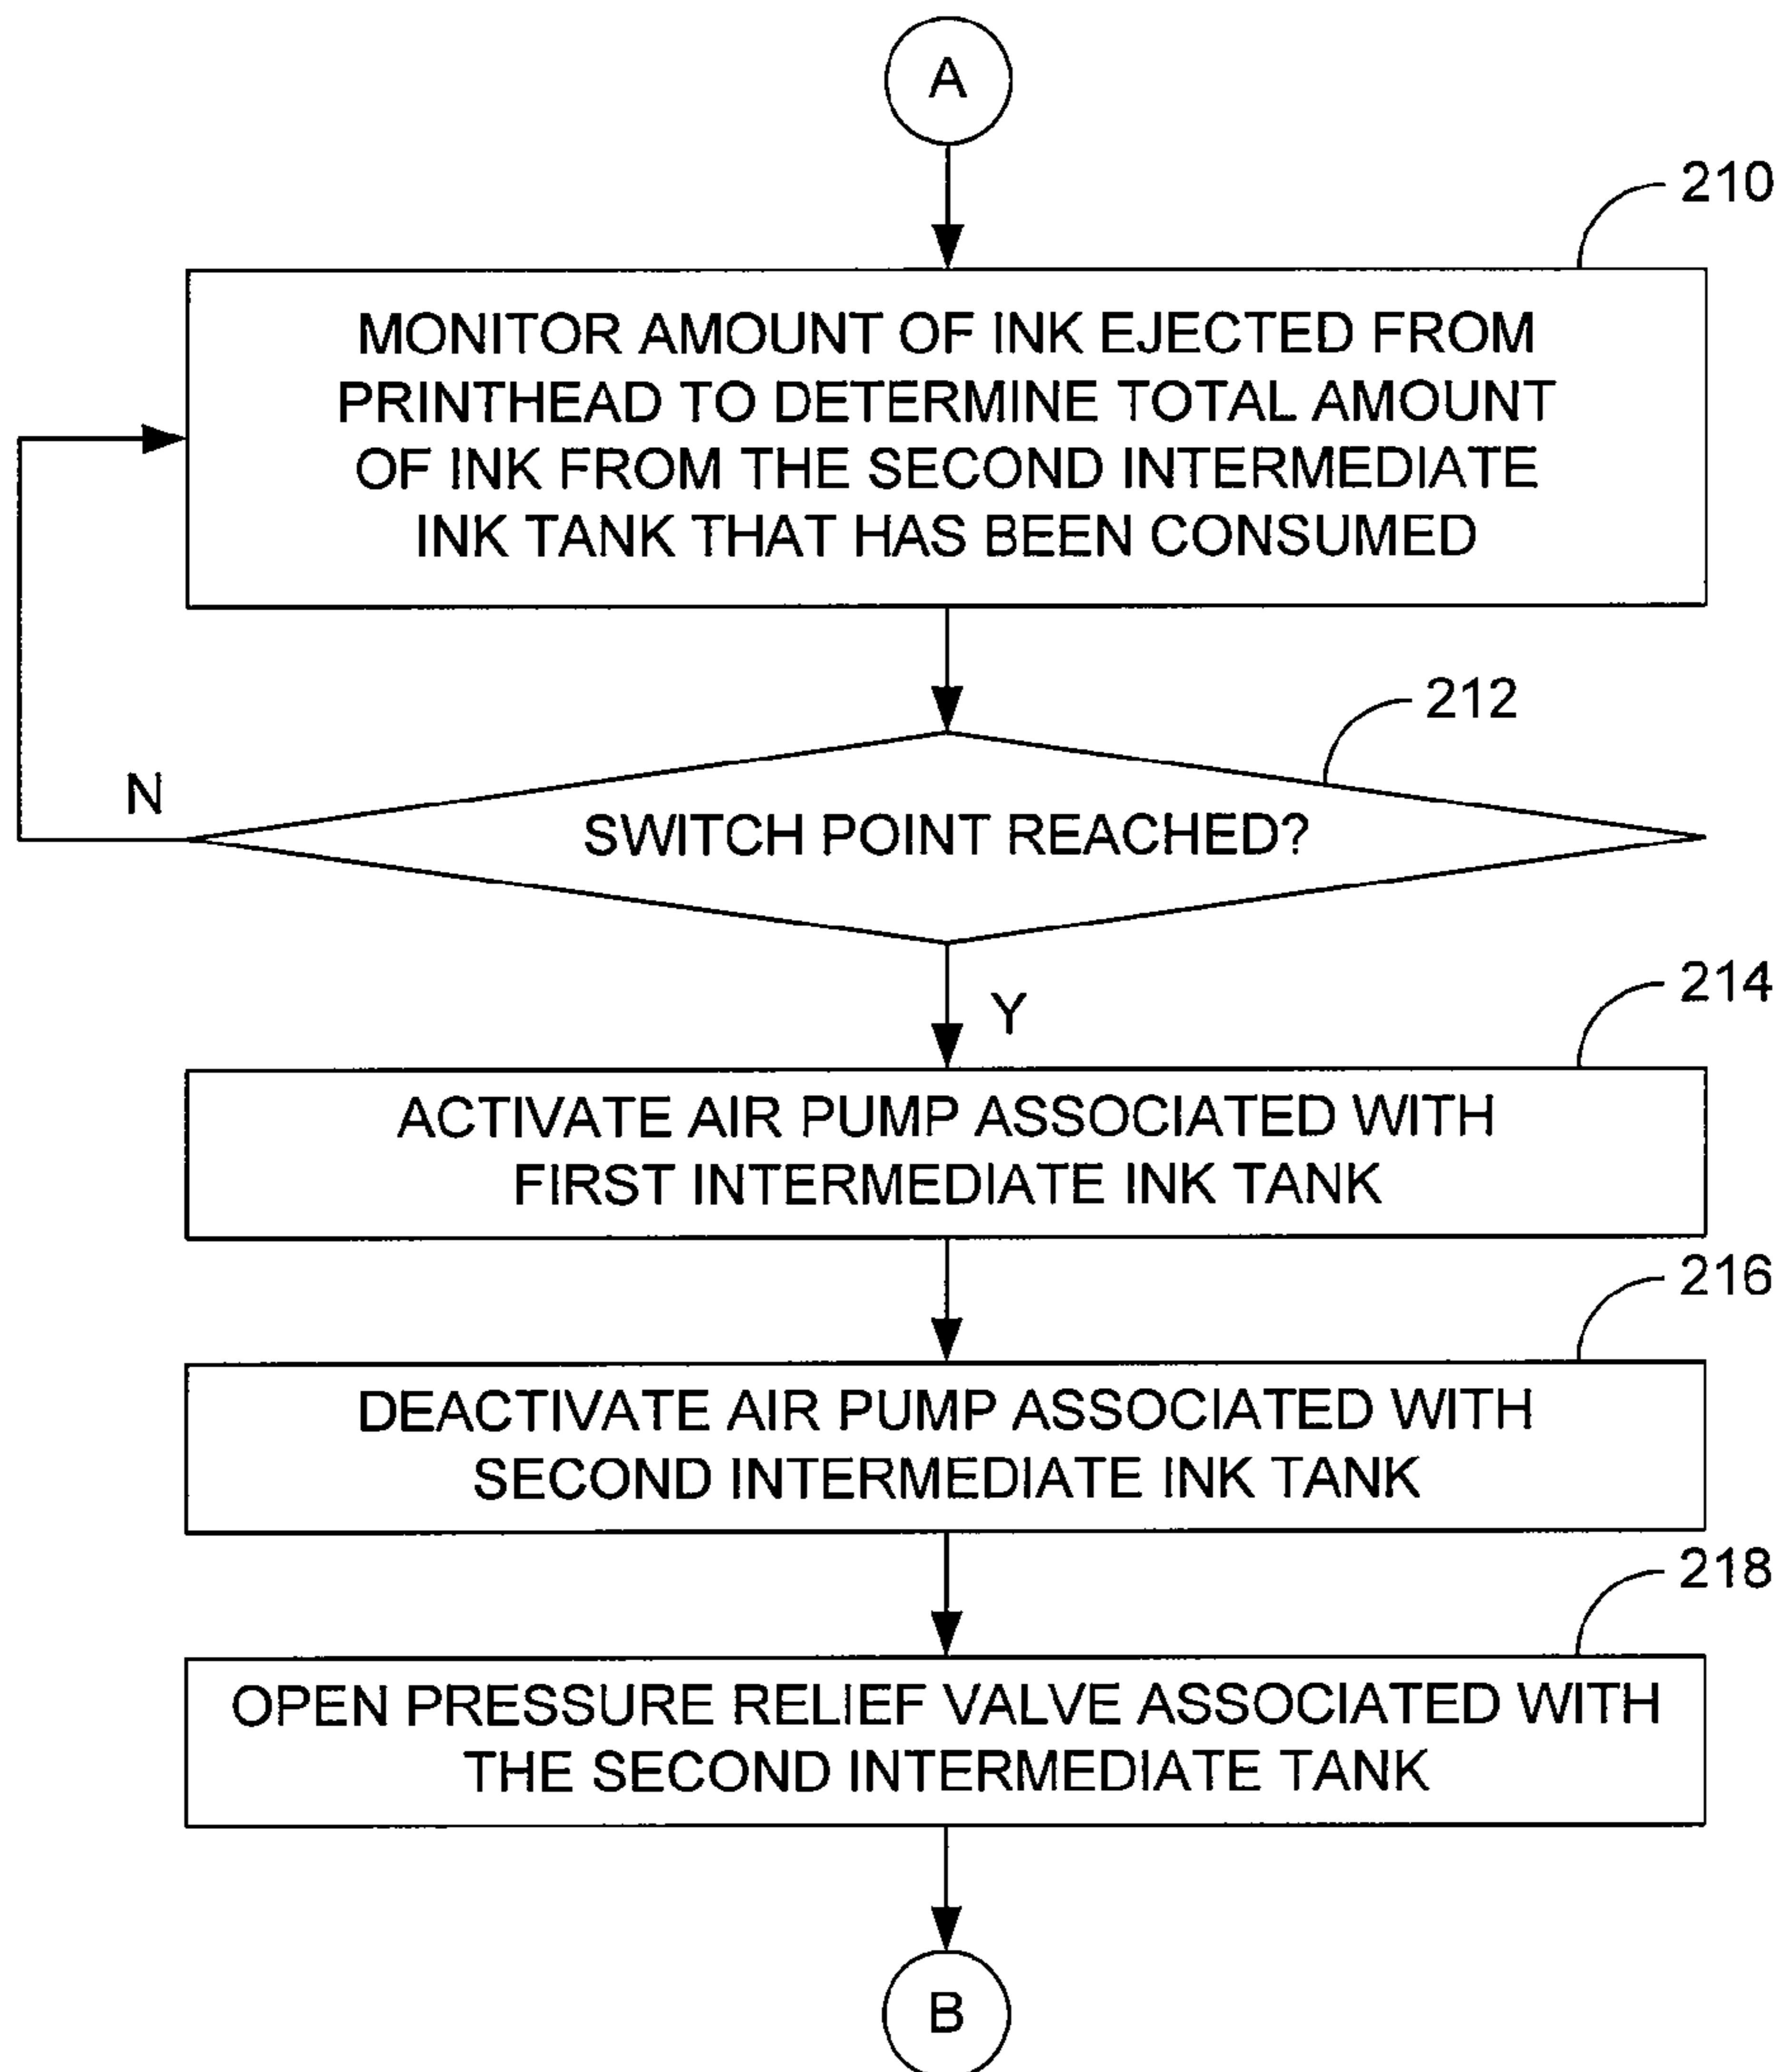 A
210
MONITOR AMOUNT OF INK EJECTED FROM
PRINTHEAD TO DETERMINE TOTAL AMOUNT
OF INK FROM THE SECOND INTERMEDIATE
INK TANK THAT HAS BEEN CONSUMED
212
N
SWITCH POINT REACHED?
Y
214
ACTIVATE AIR PUMP ASSOCIATED WITH
FIRST INTERMEDIATE INK TANK
216
DEACTIVATE AIR PUMP ASSOCIATED WITH
SECOND INTERMEDIATE INK TANK
218
OPEN PRESSURE RELIEF VALVE ASSOCIATED WITH
THE SECOND INTERMEDIATE TANK
B